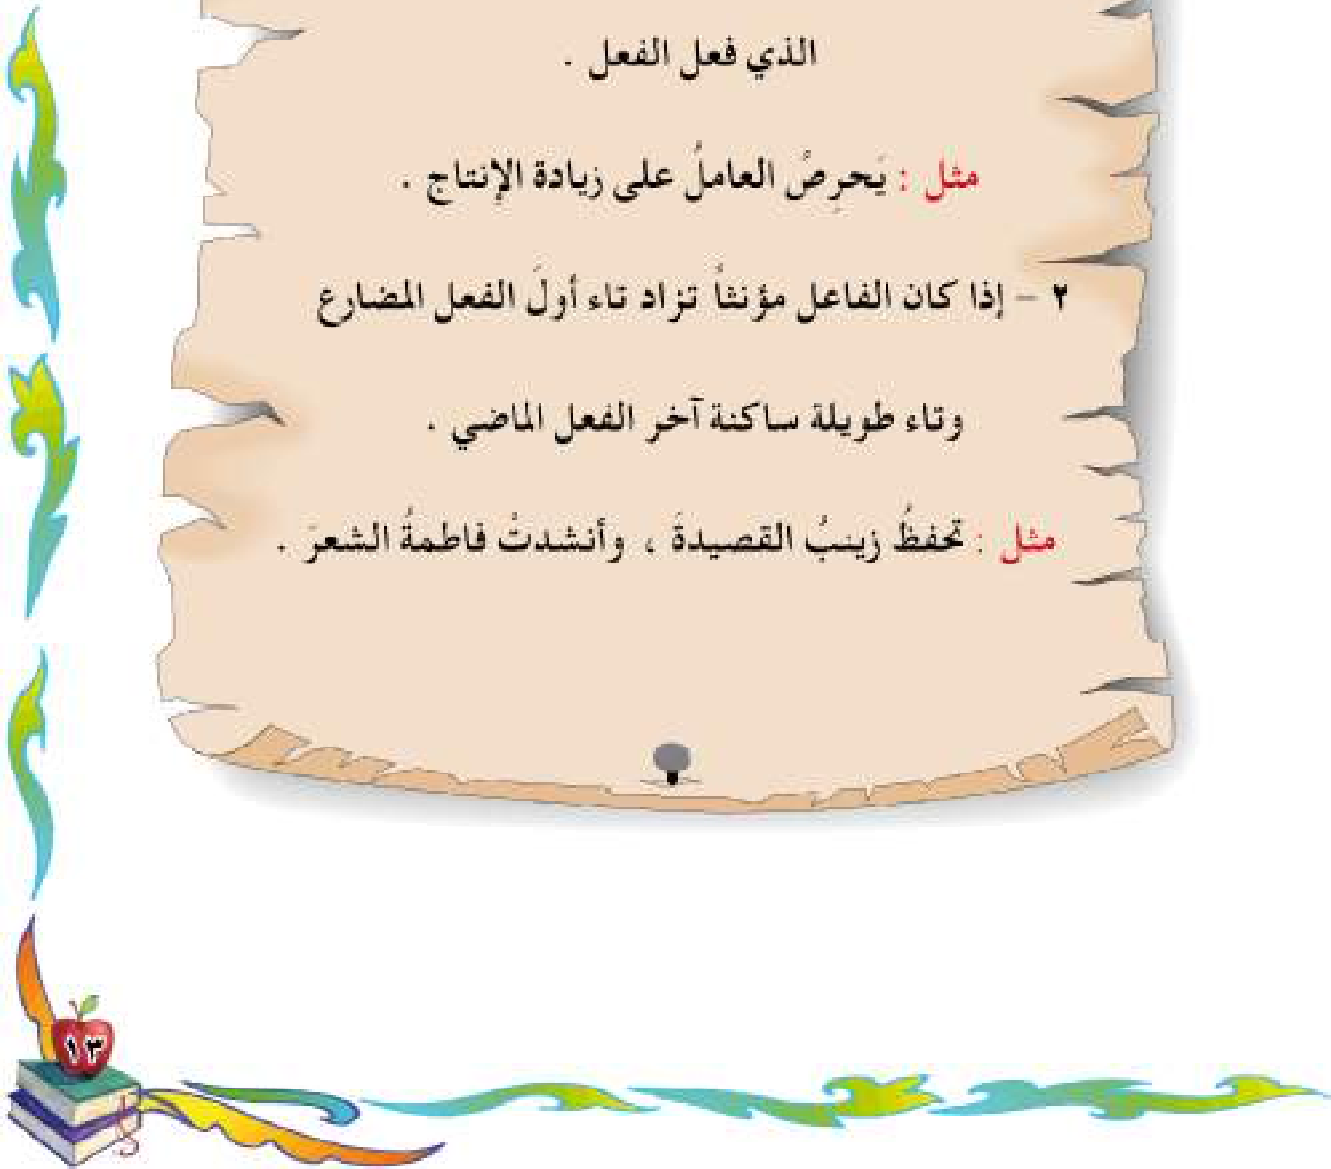 الذي فعل الفعل .
مثل : يَحرِصُ العاملُ على زيادة الإنتاج .
٢ – إذا كان الفاعل مؤنثاً تزاد تاء أولَ الفعل المضارع
وتاء طويلة ساكنة آخر الفعل الماضي .
مثل : تحفظُ زينبُ القصيدةَ ، وأنشدتْ فاطمةُ الشعرَ .
١٣